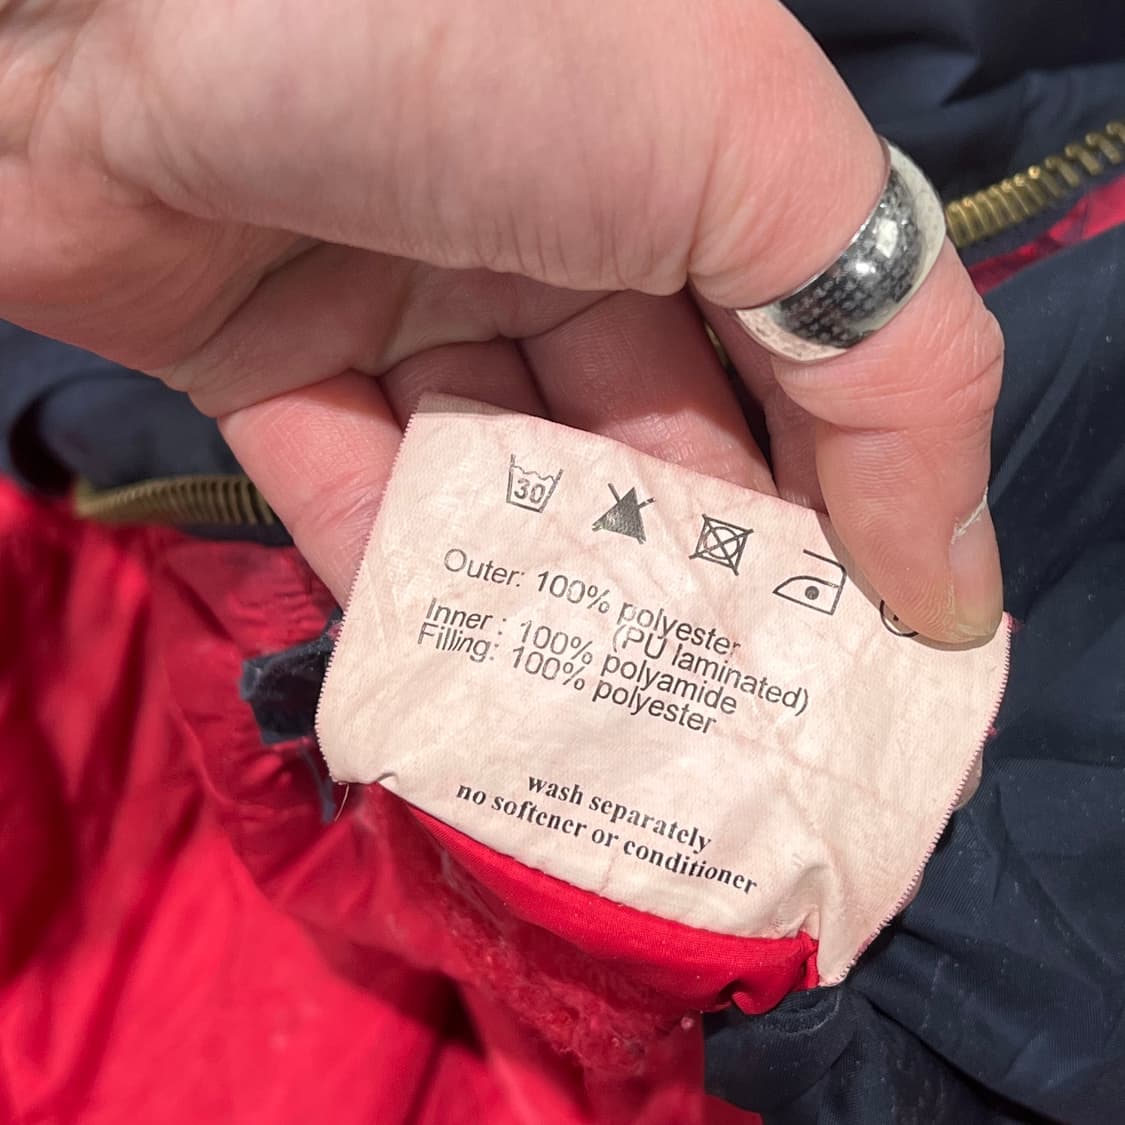 30
Outer: 100% polyester
(PU laminated)
Inner : 100% polyamide
Filling: 100% polyester
wash separately
no softener or conditioner